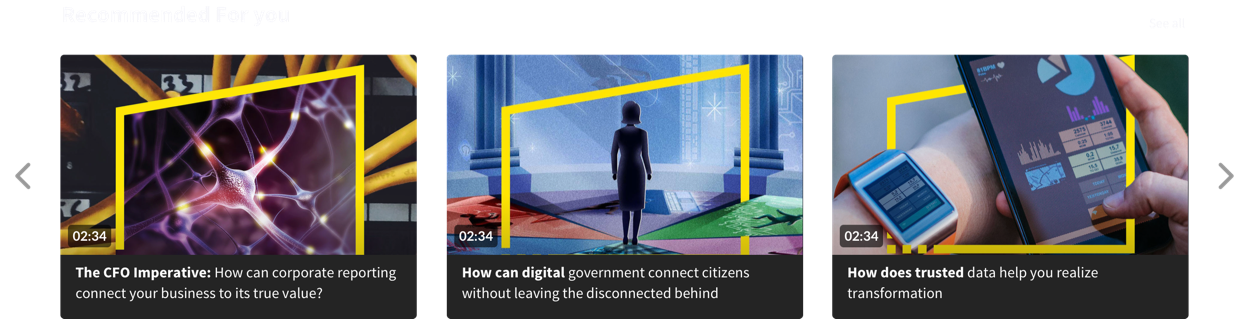 Recommended For you
See all
02:34
The CFO Imperative: How can corporate reporting
connect your business to its true value?
02:34
How can digital government connect citizens
without leaving the disconnected behind
02:34
How does trusted data help you realize
transformation